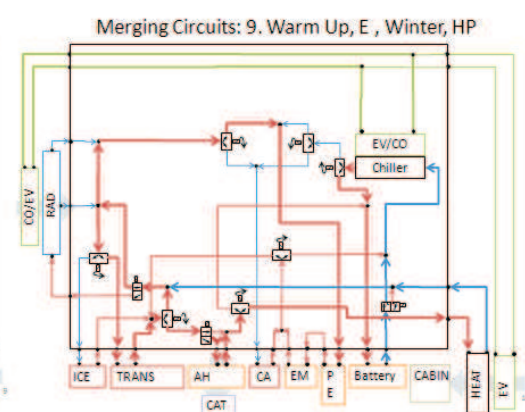 Merging Circuits: 9. Warm Up, E , Winter, HP
EV/CO
Chiller
CO/EV
RAD
ICE
TRANS
AH
CA
EM
P
E
Battery
CABIN
HEAT
EV
CAT